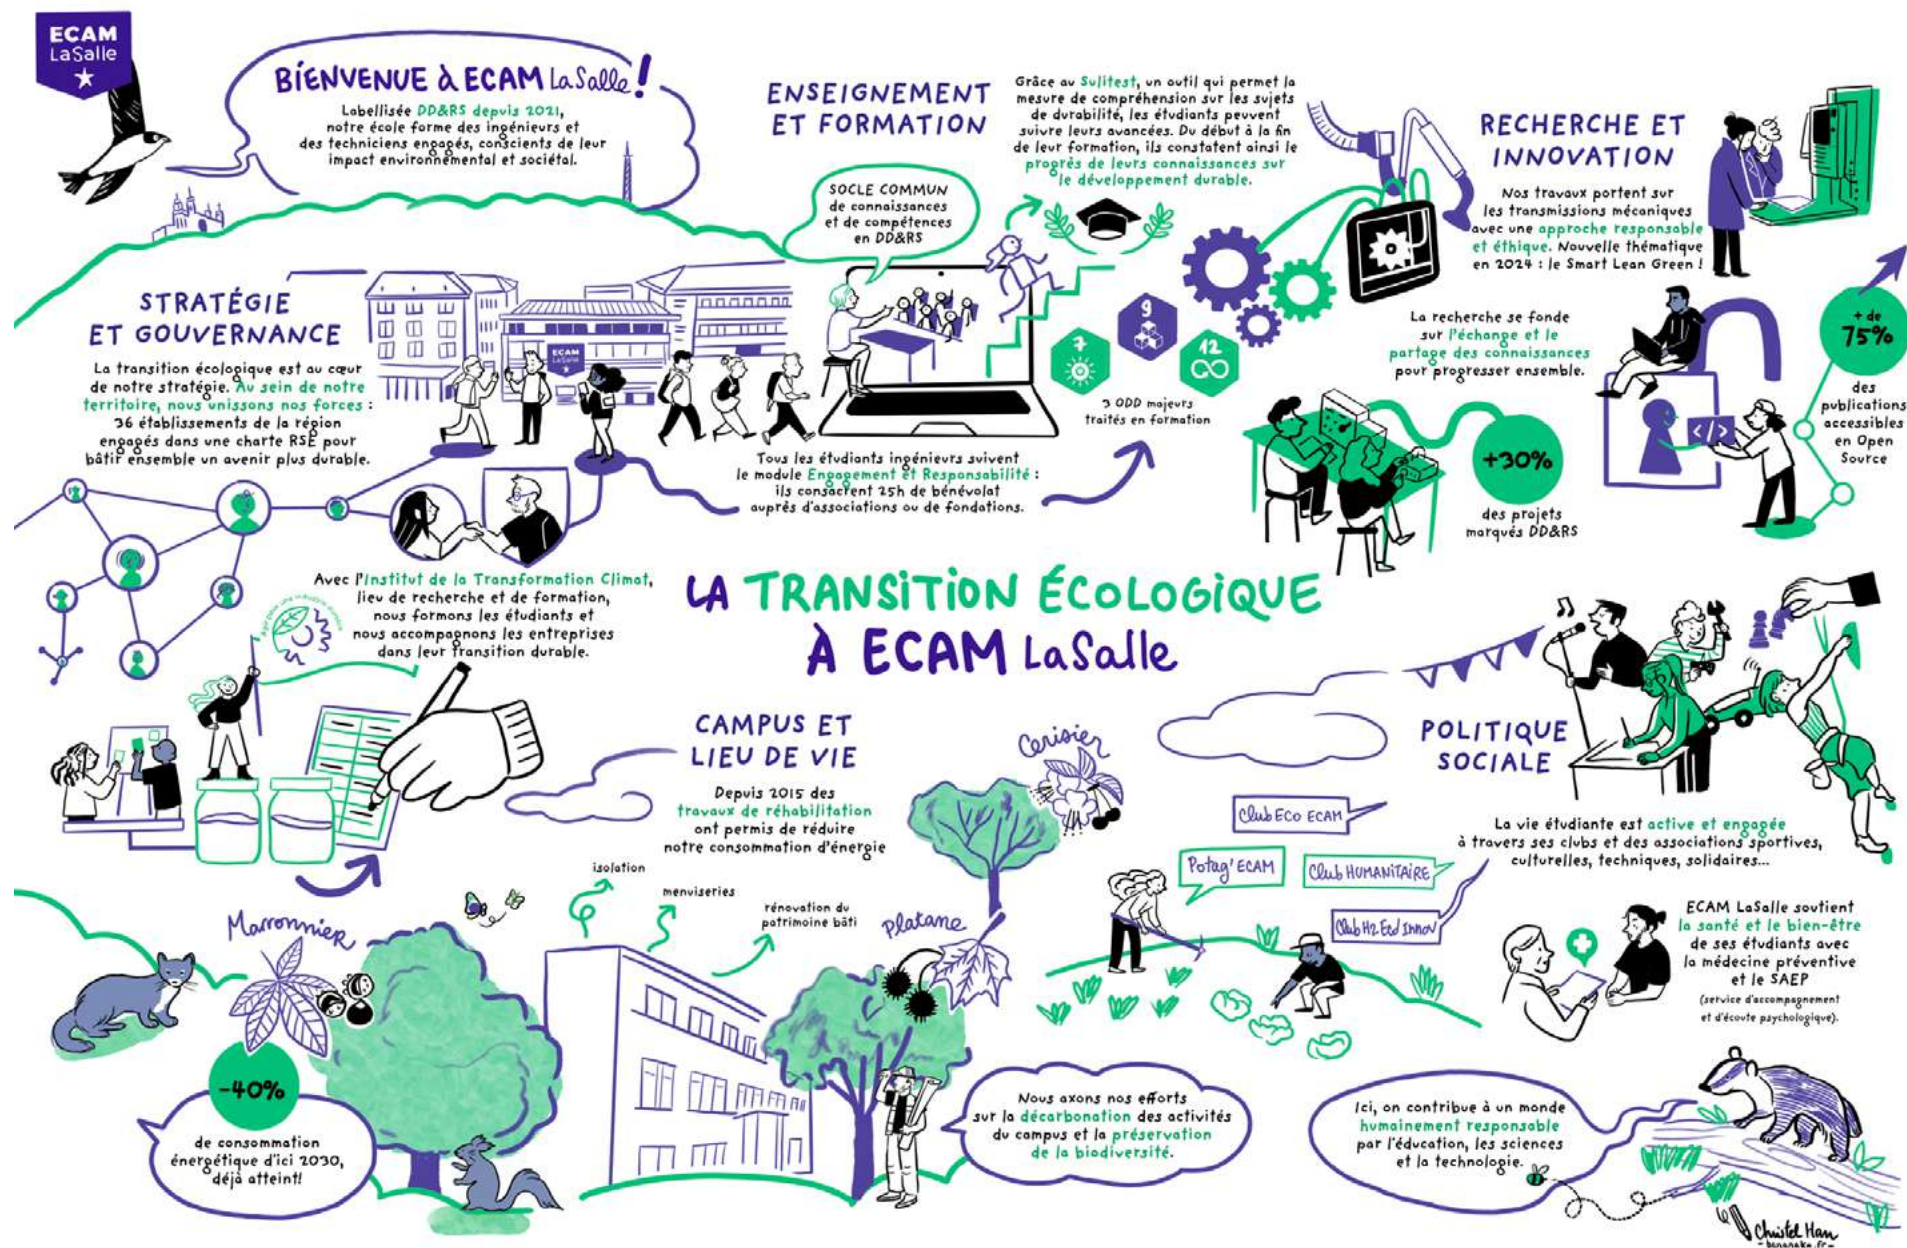 ECAM
LaSalle
BIENVENUE À ECAM LaSalle !
Labellisée DD&RS depuis 2021,
notre école forme des ingénieurs et
des techniciens engagés, conscients de leur
impact environnemental et sociétal.
STRATÉGIE
ET GOUVERNANCE
La transition écologique est au cœur
de notre stratégie. Au sein de notre
territoire, nous unissons nos forces :
36 établissements de la région
engagés dans une charte RSE pour
bâtir ensemble un avenir plus durable.
ECAM
LaSalle
Avec l'Institut de la Transformation Climat,
lieu de recherche et de formation,
nous formons les étudiants et
nous accompagnons les entreprises
dans leur transition durable.
ENSEIGNEMENT
ET FORMATION
SOCLE COMMUN
de connaissances
et de compétences
en DD&RS
Grâce au Sulitest, un outil qui permet la
mesure de compréhension sur les sujets
de durabilité, les étudiants peuvent
suivre leurs avancées. Du début à la fin
de leur formation, ils constatent ainsi le
progrès de leurs connaissances sur
le développement durable.
7
9
12
3 ODD majeurs
traités en formation
Tous les étudiants ingénieurs suivent
le module Engagement et Responsabilité :
ils consacrent 25h de bénévolat
auprès d'associations ou de fondations.
RECHERCHE ET
INNOVATION
Nos travaux portent sur
les transmissions mécaniques
avec une approche responsable
et éthique. Nouvelle thématique
en 2024 : le Smart Lean Green !
La recherche se fonde
sur l'échange et le
partage des connaissances
pour progresser ensemble.
</>
+ de
75%
des
publications
accessibles
en Open
Source
+30%
des projets
marqués DD&RS
LA TRANSITION ÉCOLOGIQUE
À ECAM LaSalle
CAMPUS ET
LIEU DE VIE
Depuis 2015 des
travaux de réhabilitation
ont permis de réduire
notre consommation d'énergie
isolation
menuiseries
rénovation du
patrimoine bâti
Marronnier
Platane
Cerisier
-40%
de consommation
énergétique d'ici 2030,
déjà atteint!
Nous axons nos efforts
sur la décarbonation des activités
du campus et la préservation
de la biodiversité.
POLITIQUE
SOCIALE
La vie étudiante est active et engagée
à travers ses clubs et des associations sportives,
culturelles, techniques, solidaires...
Club ECO ECAM
Potag' ECAM
Club HUMANITAIRE
Club H2 Innov
ECAM LaSalle soutient
la santé et le bien-être
de ses étudiants avec
la médecine préventive
et le SAEP
(service d'accompagnement
et d'écoute psychologique).
Ici, on contribue à un monde
humainement responsable
par l'éducation, les sciences
et la technologie.
Christel Han
- bananako.fr -